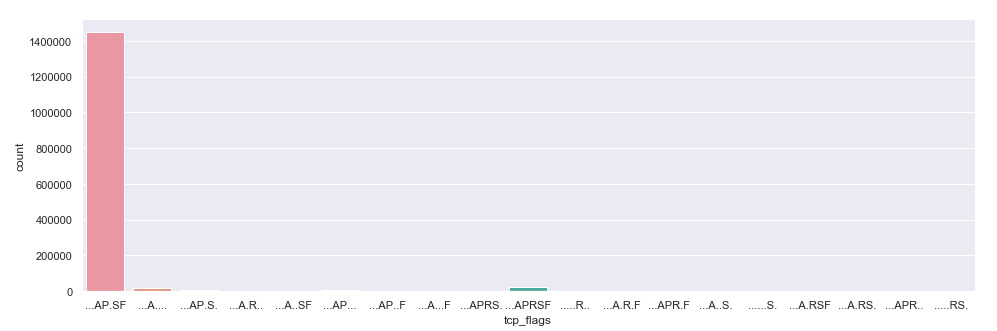 1400000
1200000
1000000
800000
600000
400000
200000
0
count
...AP.SF ...A.... ...AP.S. ...A.R.. ...A..SF ...AP... ...AP..F ...A...F ...APRS. ...APRSF .....R.. ...A.R.F ...APR.F ...A..S. ......S. ...A.RSF ...A.RS. ...APR.. .....RS.
tcp_flags